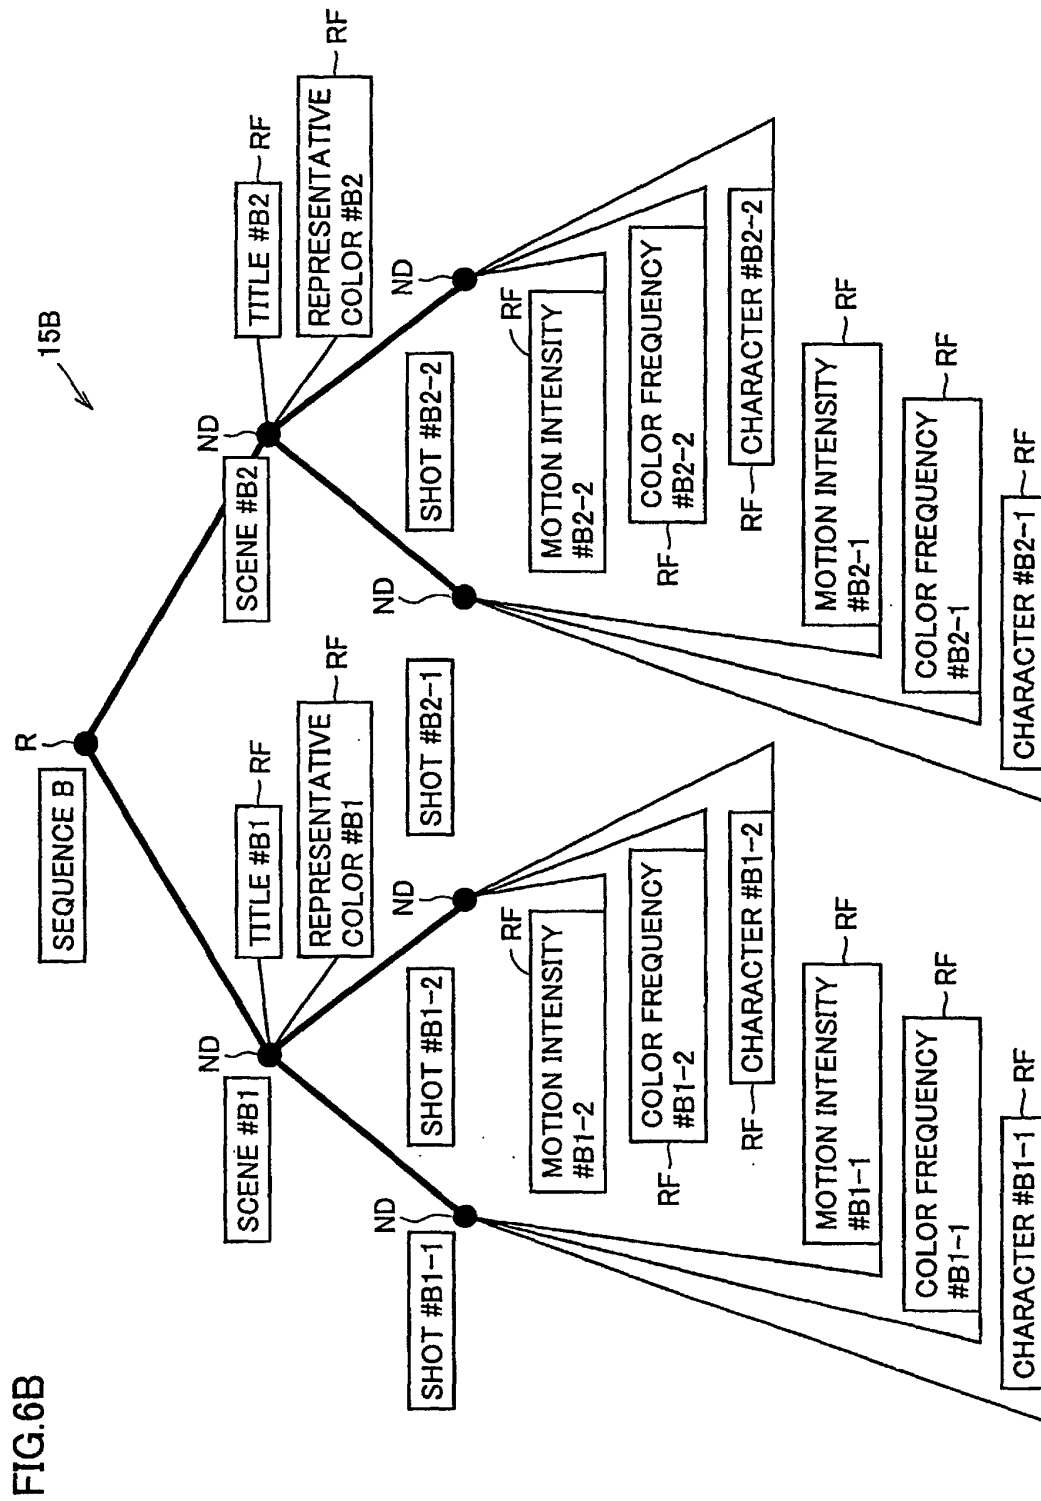 FIG.6B
15B
R
SEQUENCE B
ND
SCENE #B1
TITLE #B1
RF
REPRESENTATIVE
COLOR #B1
RF
ND
SCENE #B2
TITLE #B2
RF
REPRESENTATIVE
COLOR #B2
RF
ND
SHOT #B1-1
ND
SHOT #B1-2
ND
SHOT #B2-1
ND
SHOT #B2-2
RF
MOTION INTENSITY
#B1-2
RF
COLOR FREQUENCY
#B1-2
RF
CHARACTER #B1-2
RF
MOTION INTENSITY
#B2-2
RF
COLOR FREQUENCY
#B2-2
RF
CHARACTER #B2-2
MOTION INTENSITY
#B1-1
RF
COLOR FREQUENCY
#B1-1
RF
CHARACTER #B1-1
RF
MOTION INTENSITY
#B2-1
RF
COLOR FREQUENCY
#B2-1
RF
CHARACTER #B2-1
RF